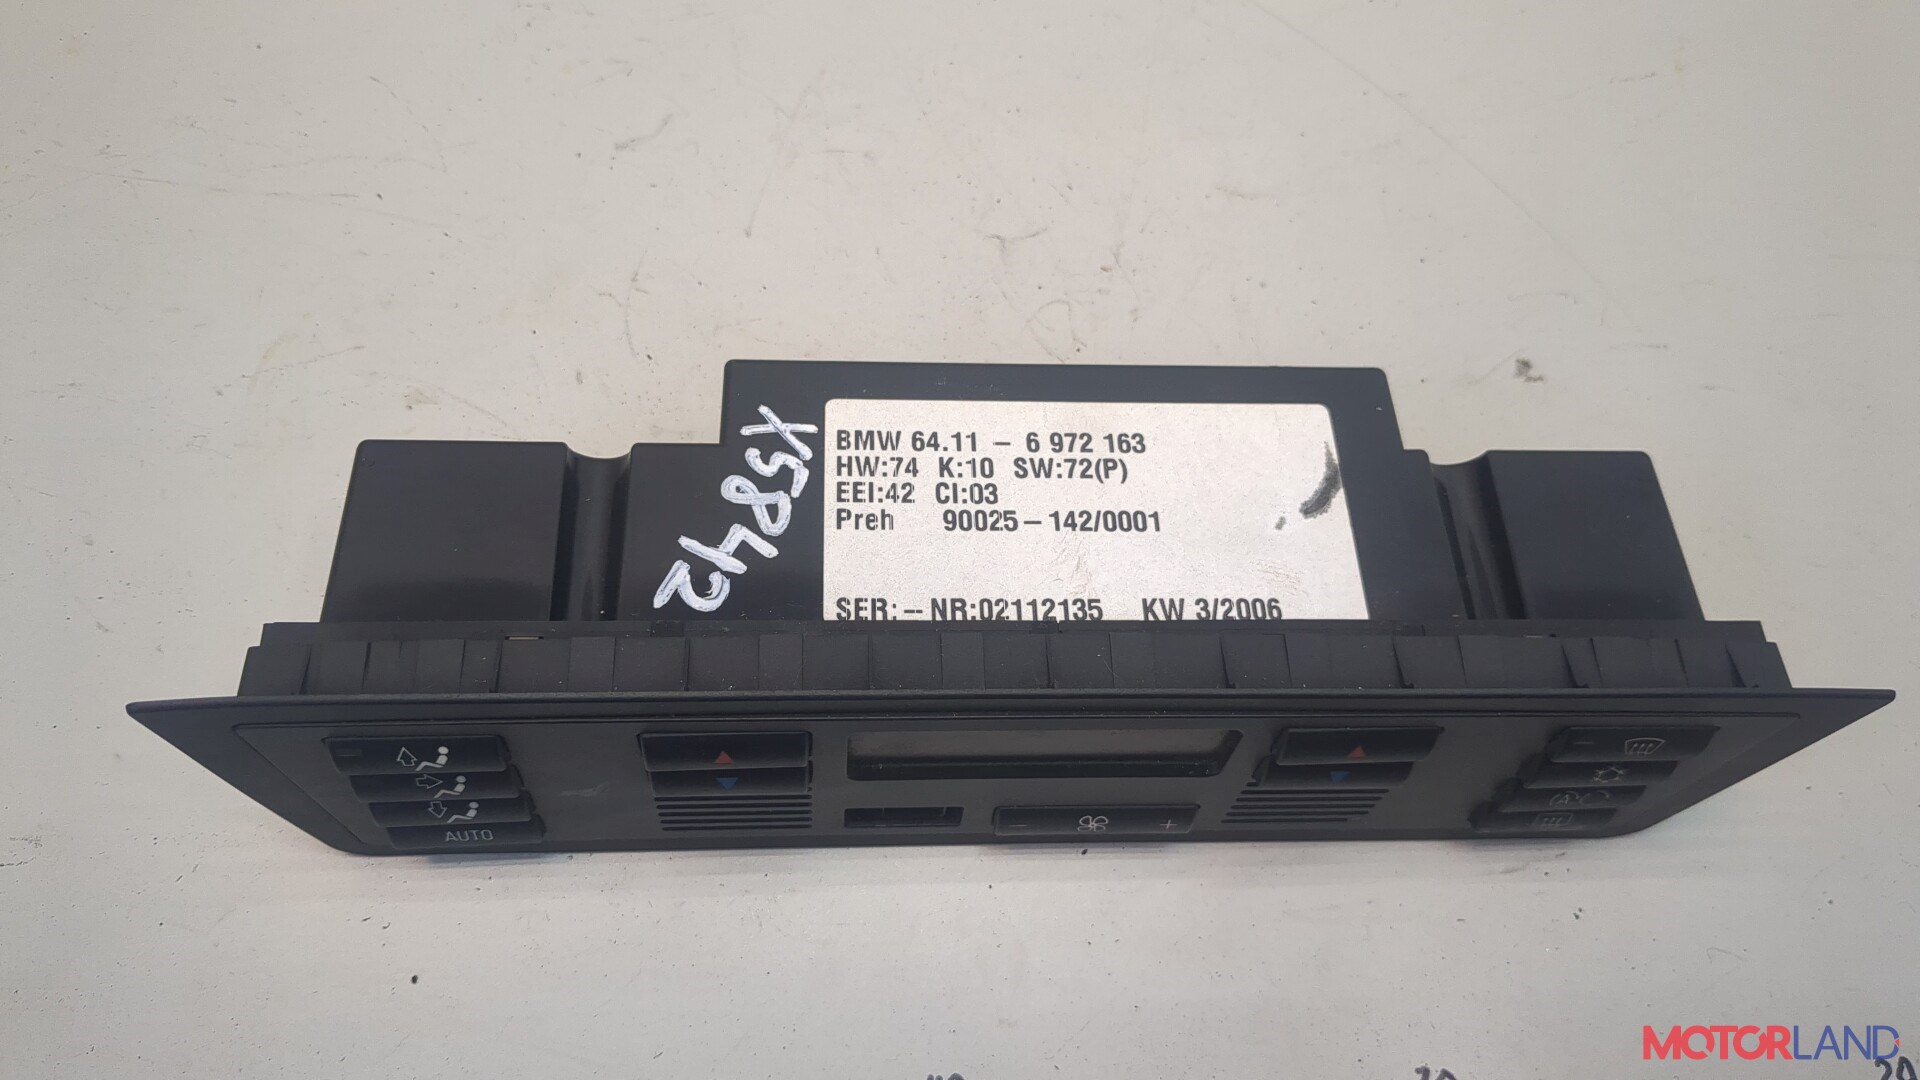 BMW 64.11 – 6 972 163
HW:74 K:10 SW:72(P)
EEI:42 CI:03
Preh 90025–142/0001
SER:–NR:02112135 KW 3/2006
X58P42
AUTO
– +
MOTORLAND